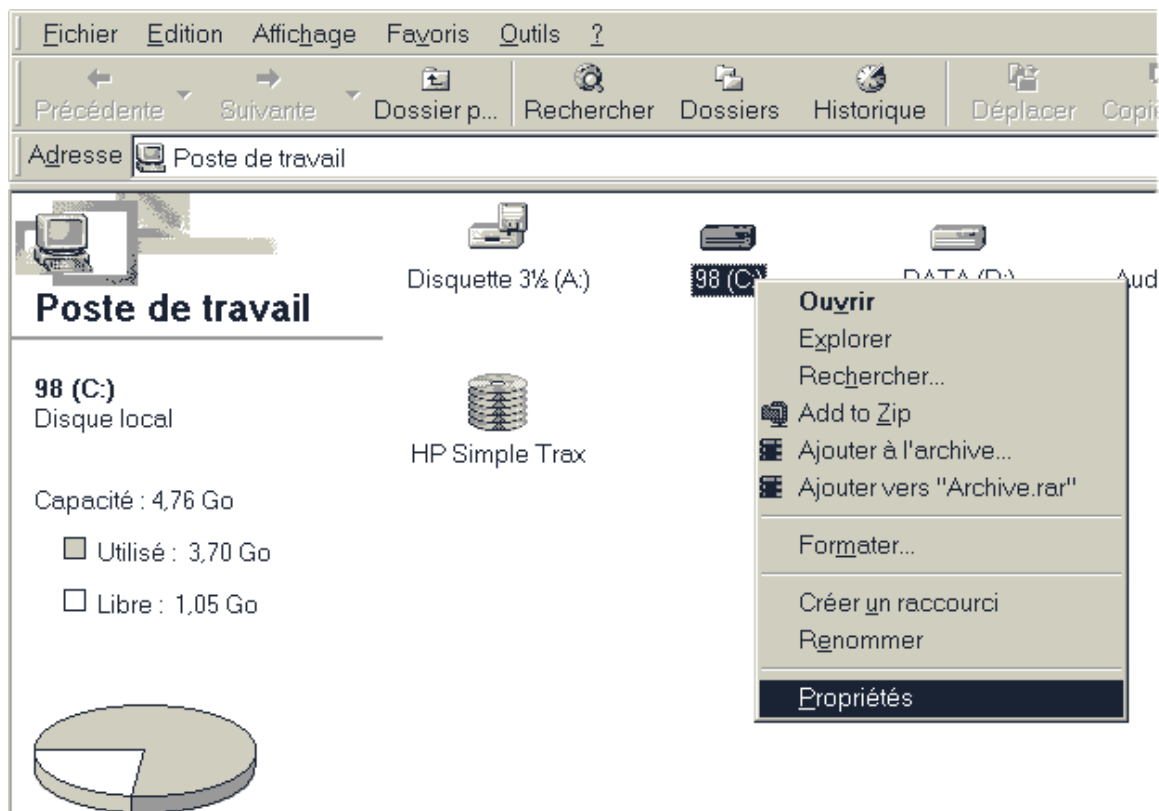 Fichier Edition Affichage Favoris Outils ?
Précédente Suivante Dossier p... Rechercher Dossiers Historique Déplacer Copie
Adresse Poste de travail
Poste de travail
98 (C:)
Disque local
Capacité : 4,76 Go
Utilisé : 3,70 Go
Libre : 1,05 Go
Disquette 3½ (A:)
98 (C:)
DATA (D:)
Aud
HP Simple Trax
Ouvrir
Explorer
Rechercher...
Add to Zip
Ajouter à l'archive...
Ajouter vers "Archive.rar"
Formater...
Créer un raccourci
Renommer
Propriétés